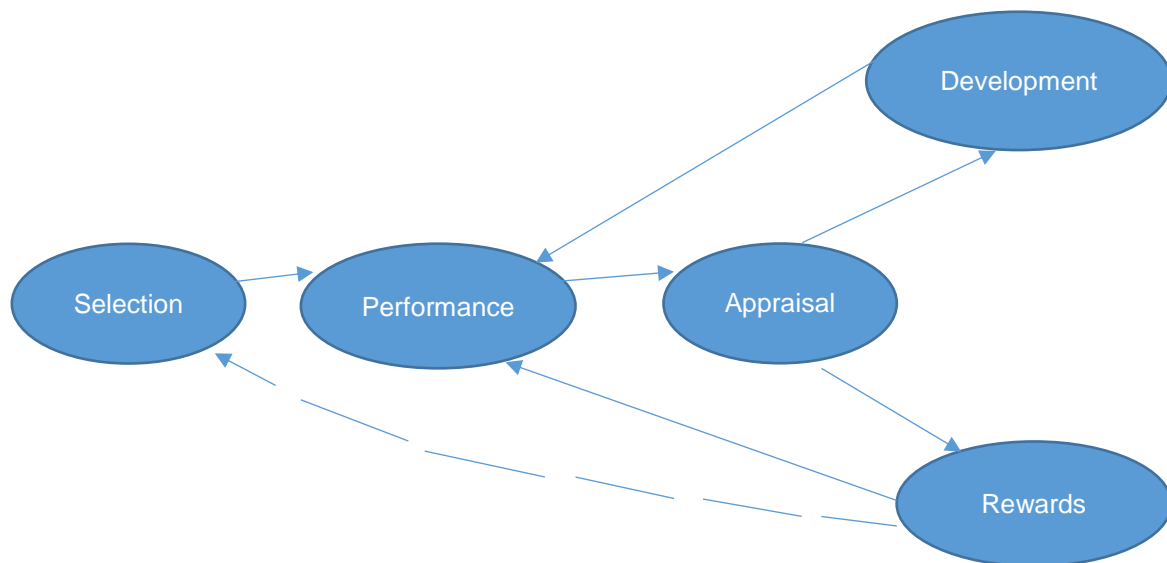 Development
Selection
Performance
Appraisal
Rewards